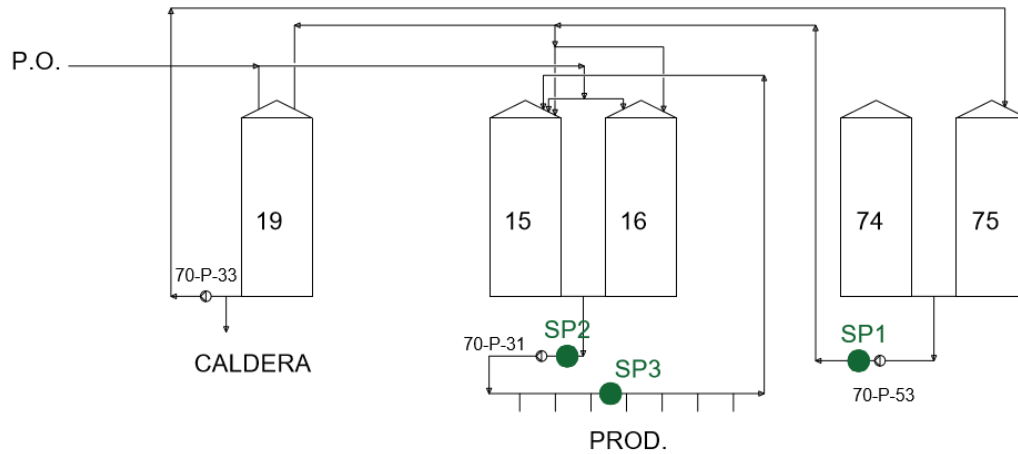 P.O.
19
15
16
74
75
70-P-33
CALDERA
70-P-31
SP2
SP3
SP1
70-P-53
PROD.